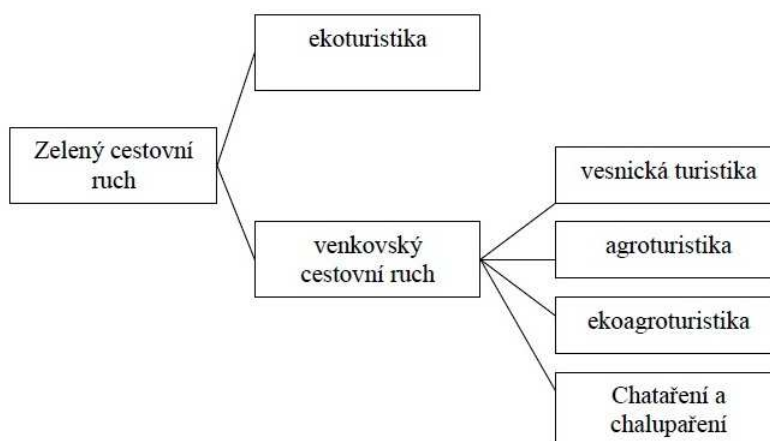 ekoturistika
Zelený cestovní
ruch
vesnická turistika
venkovský
cestovní ruch
agroturistika
ekoagroturistika
Chataření a
chalupaření